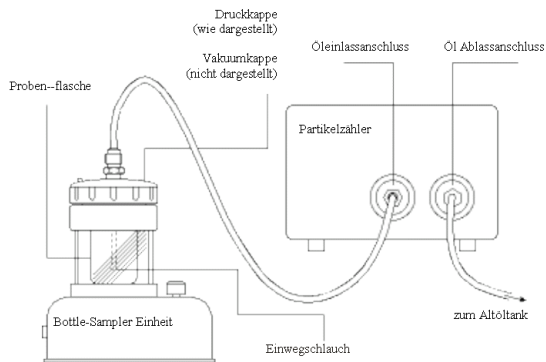 Druckkappe
(wie dargestellt)
Vakuumkappe
(nicht dargestellt)
Öleinlassanschluss
Öl Ablassanschluss
Proben--flasche
Partikelzähler
Bottle-Sampler Einheit
zum Altöltank
Einwegschlauch